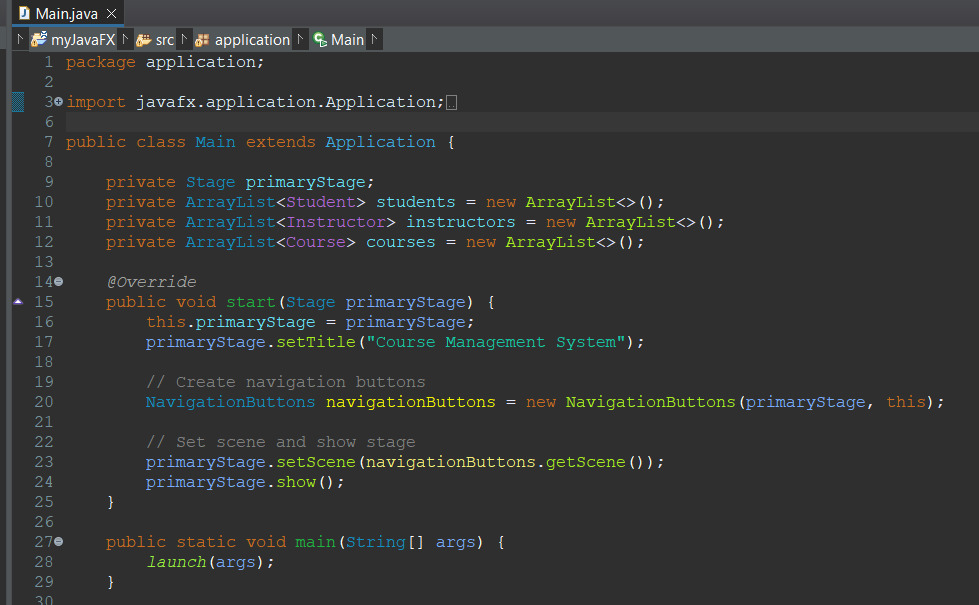 Main.java
myJavaFX src application Main
1 package application;
2
3 import javafx.application.Application;
6
7 public class Main extends Application {
8
9     private Stage primaryStage;
10     private ArrayList<Student> students = new ArrayList<>();
11     private ArrayList<Instructor> instructors = new ArrayList<>();
12     private ArrayList<Course> courses = new ArrayList<>();
13
14     @Override
15     public void start(Stage primaryStage) {
16         this.primaryStage = primaryStage;
17         primaryStage.setTitle("Course Management System");
18
19         // Create navigation buttons
20         NavigationButtons navigationButtons = new NavigationButtons(primaryStage, this);
21
22         // Set scene and show stage
23         primaryStage.setScene(navigationButtons.getScene());
24         primaryStage.show();
25     }
26
27     public static void main(String[] args) {
28         launch(args);
29     }
30